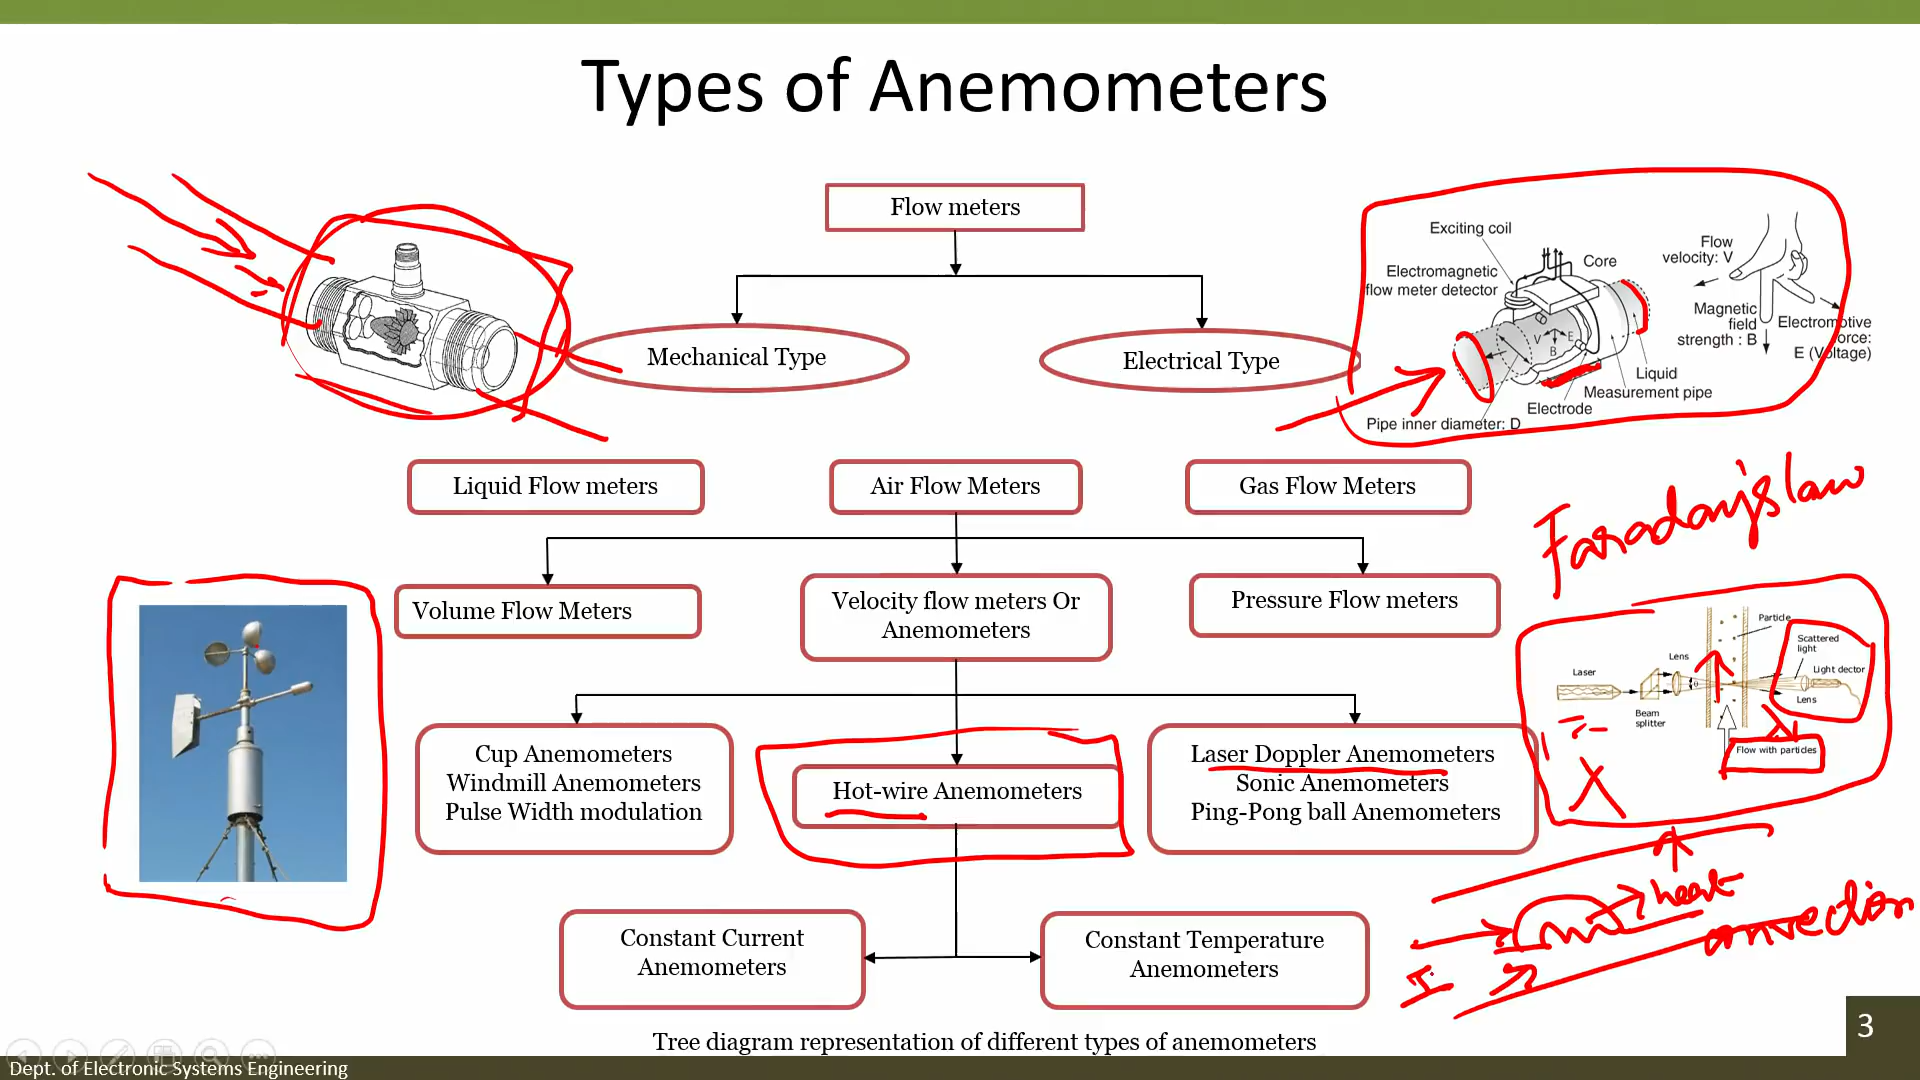 Types of Anemometers
Flow meters
Mechanical Type
Electrical Type
Exciting coil
Core
Electromagnetic
flow meter detector
Flow
velocity: V
Magnetic
field
strength : B
Electromotive
force:
E (Voltage)
V
E
B
Liquid
Measurement pipe
Electrode
Pipe inner diameter: D
Liquid Flow meters
Air Flow Meters
Gas Flow Meters
Faraday's law
Volume Flow Meters
Velocity flow meters Or
Anemometers
Pressure Flow meters
Particle
Scattered
light
Lens
Laser
Light dector
θ
Lens
Beam
splitter
Flow with particles
Cup Anemometers
Windmill Anemometers
Pulse Width modulation
Hot-wire Anemometers
Laser Doppler Anemometers
Sonic Anemometers
Ping-Pong ball Anemometers
heat
convection
I
Constant Current
Anemometers
Constant Temperature
Anemometers
Tree diagram representation of different types of anemometers
3
Dept. of Electronic Systems Engineering